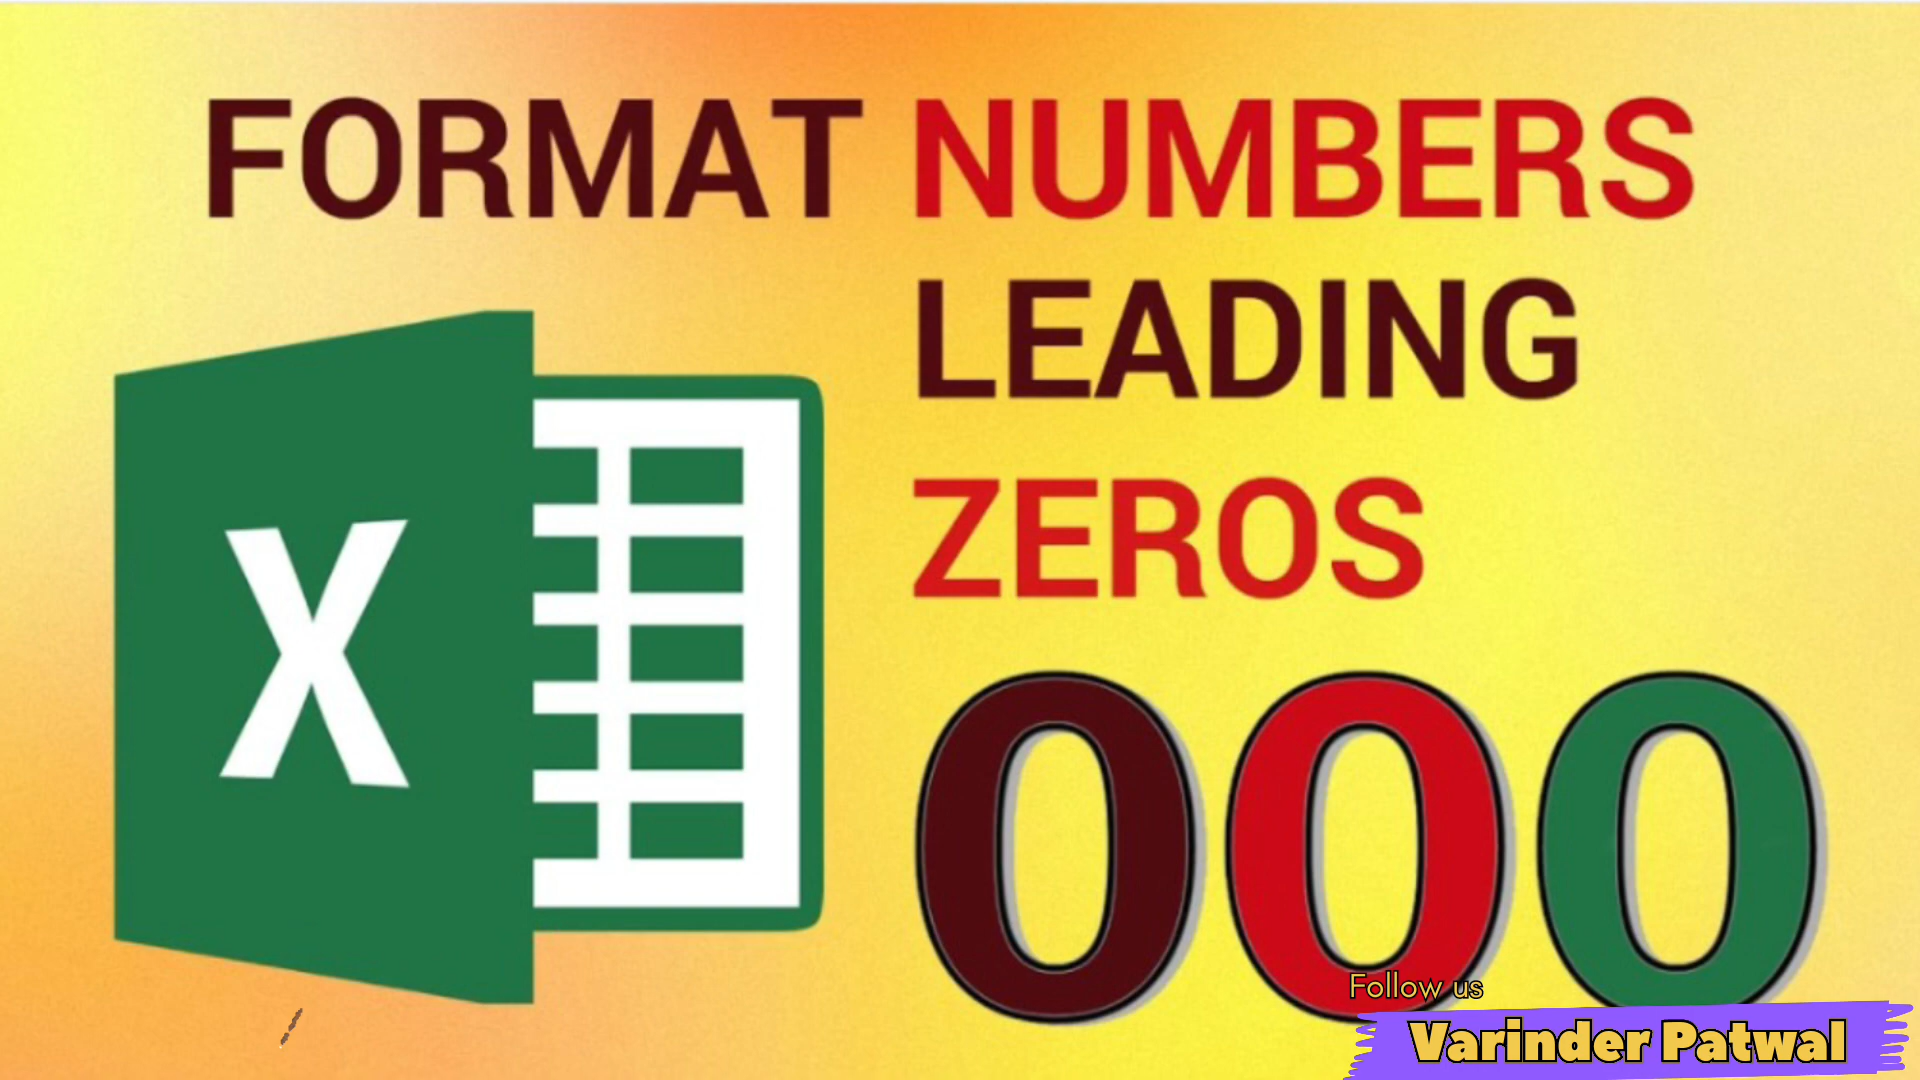 FORMAT NUMBERS
LEADING
ZEROS
X
000
Follow us
Varinder Patwal